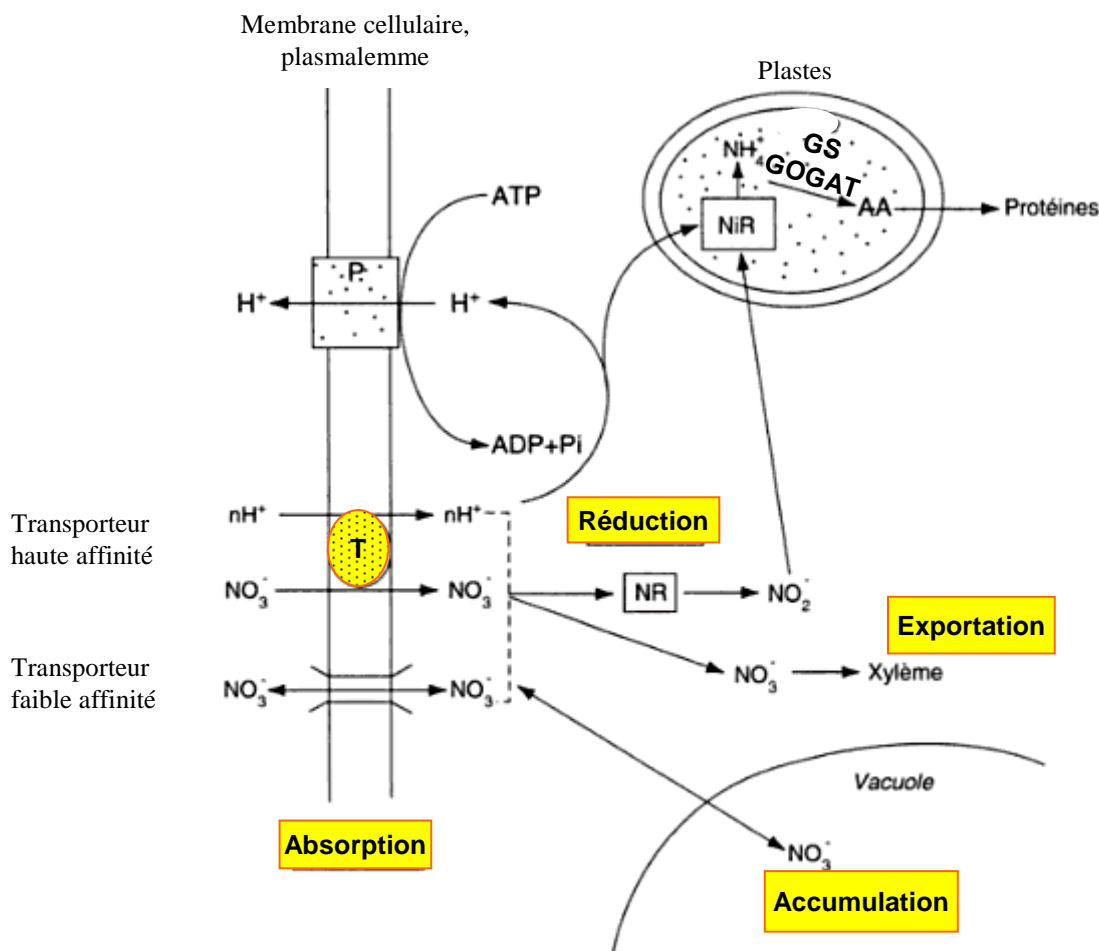 Membrane cellulaire,
plasmalemme
Plastes
GS
NH₄⁺
GOGAT
AA
Protéines
NiR
ATP
P
H⁺
H⁺
ADP+Pi
Transporteur
haute affinité
nH⁺
nH⁺
T
Réduction
NO₃⁻
NO₃⁻
NR
NO₂⁻
Exportation
Transporteur
faible affinité
NO₃⁻
NO₃⁻
NO₃⁻
Xylème
Vacuole
Absorption
NO₃⁻
Accumulation